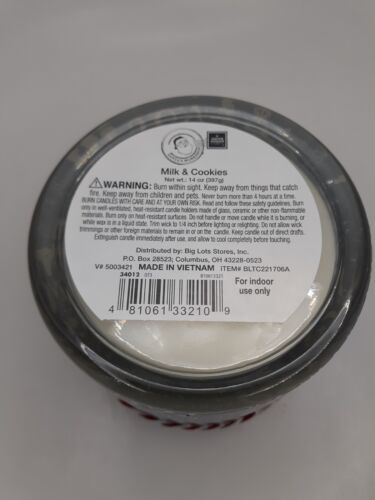 Milk & Cookies
Net wt.: 14 oz (397g)
WARNING: Burn within sight. Keep away from things that catch
fire. Keep away from children and pets. Never burn more than 4 hours at a time.
BURN CANDLES WITH CARE AND AT YOUR OWN RISK. Read and follow these safety guidelines. Burn
only in well-ventilated, heat-resistant candle holders made of glass, ceramic or other non-flammable
materials. Burn only on heat-resistant surfaces. Do not handle or move candle while it is burning, or
while wax is in a liquid state. Trim wick to 1/4 inch before lighting or relighting. Do not allow wick
trimmings or other foreign materials to remain in or on the candle. Keep candle out of direct drafts.
Extinguish candle immediately after use, and allow to cool completely before touching.
Distributed by: Big Lots Stores, Inc.
P.O. Box 28523; Columbus, OH 43228-0523
V# 5003421 MADE IN VIETNAM ITEM# BLTC221706A
34012 073 810613321
For indoor
use only
4 81061 33210 9